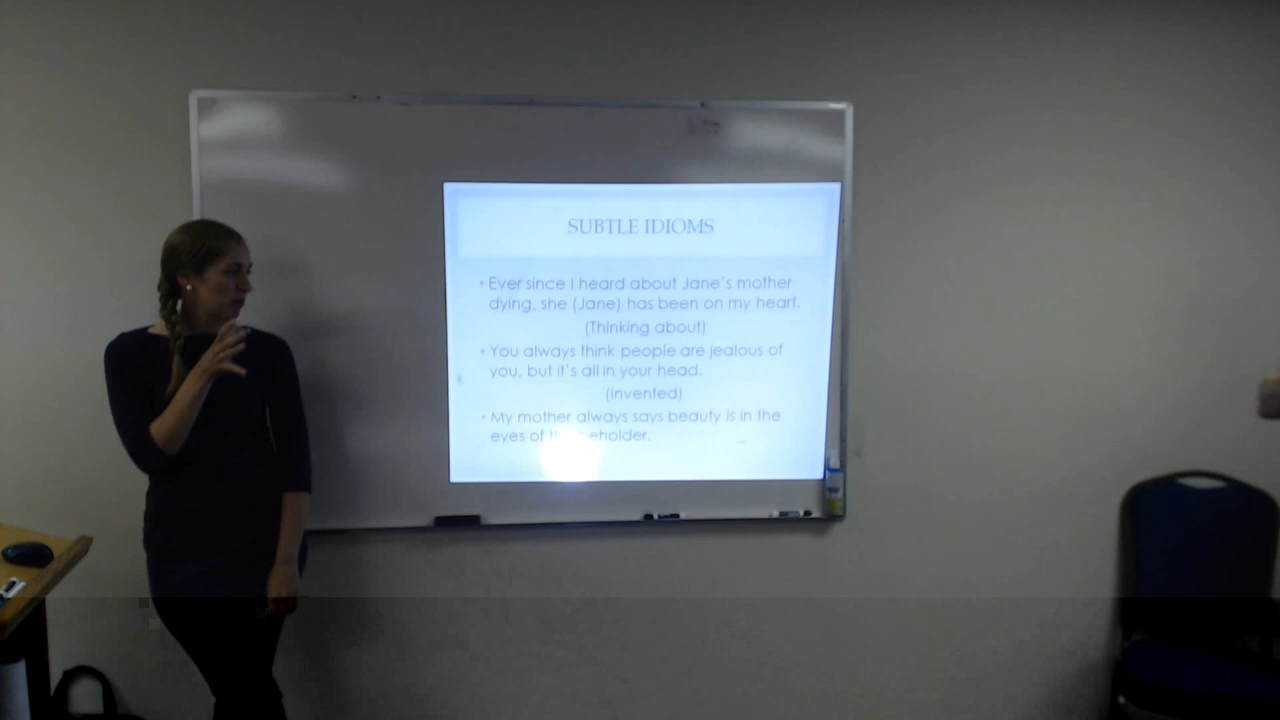 SUBTLE IDIOMS
• Ever since I heard about Jane's mother
dying, she (Jane) has been on my heart.
(Thinking about)
• You always think people are jealous of
you, but it's all in your head.
(Invented)
• My mother always says beauty is in the
eyes of eholder.